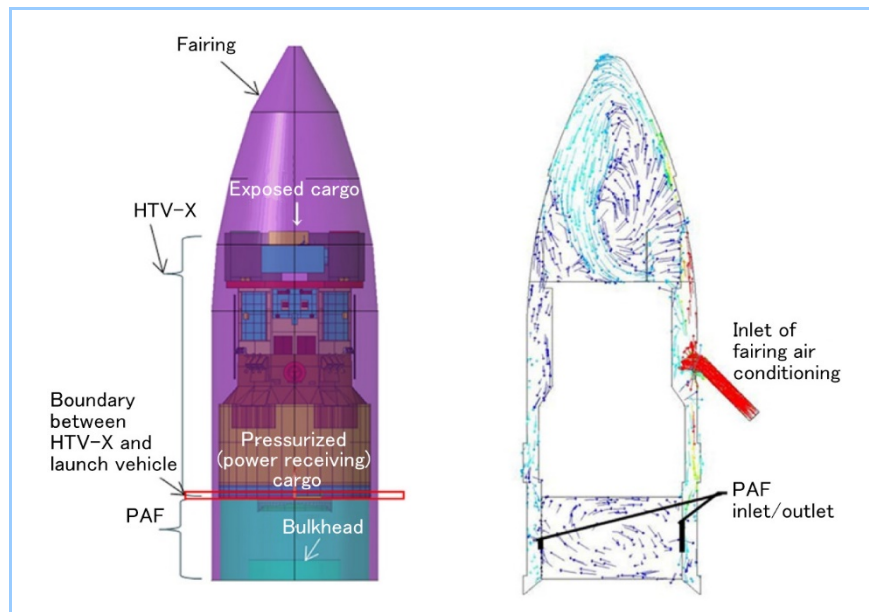 Fairing
Exposed cargo
HTV-X
Boundary
between
HTV-X and
launch vehicle
Pressurized
(power receiving)
cargo
PAF
Bulkhead
Inlet of
fairing air
conditioning
PAF
inlet/outlet